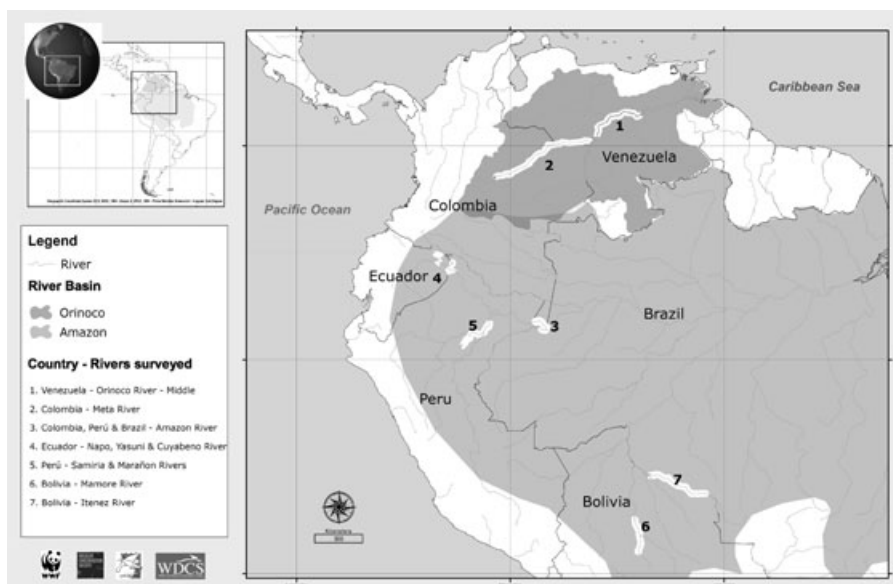 Caribbean Sea
Pacific Ocean
Venezuela
Colombia
Ecuador
Brazil
Peru
Bolivia
1
2
3
4
5
6
7
Legend
River
River Basin
Orinoco
Amazon
Country - Rivers surveyed
1. Venezuela - Orinoco River - Middle
2. Colombia - Meta River
3. Colombia, Perú & Brazil - Amazon River
4. Ecuador - Napo, Yasuni & Cuyabeno River
5. Perú - Samiria & Marañon Rivers
6. Bolivia - Mamore River
7. Bolivia - Itenez River
Kilometers
WWF
WDCS